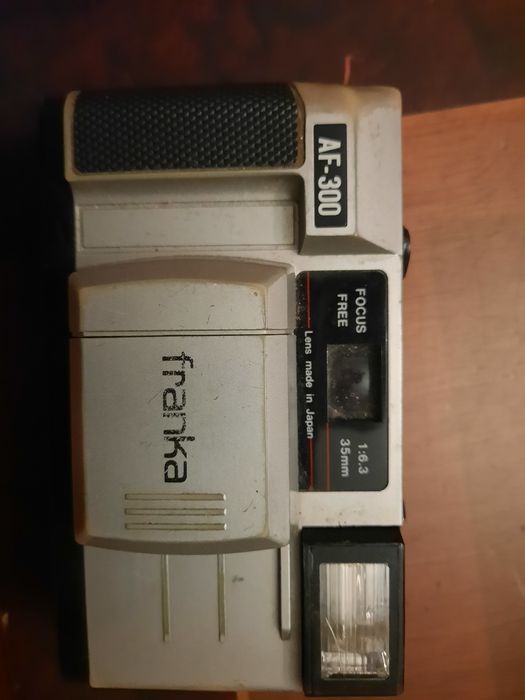 AF-300
FOCUS
FREE
1:6.3
35mm
Lens made in Japan
franka